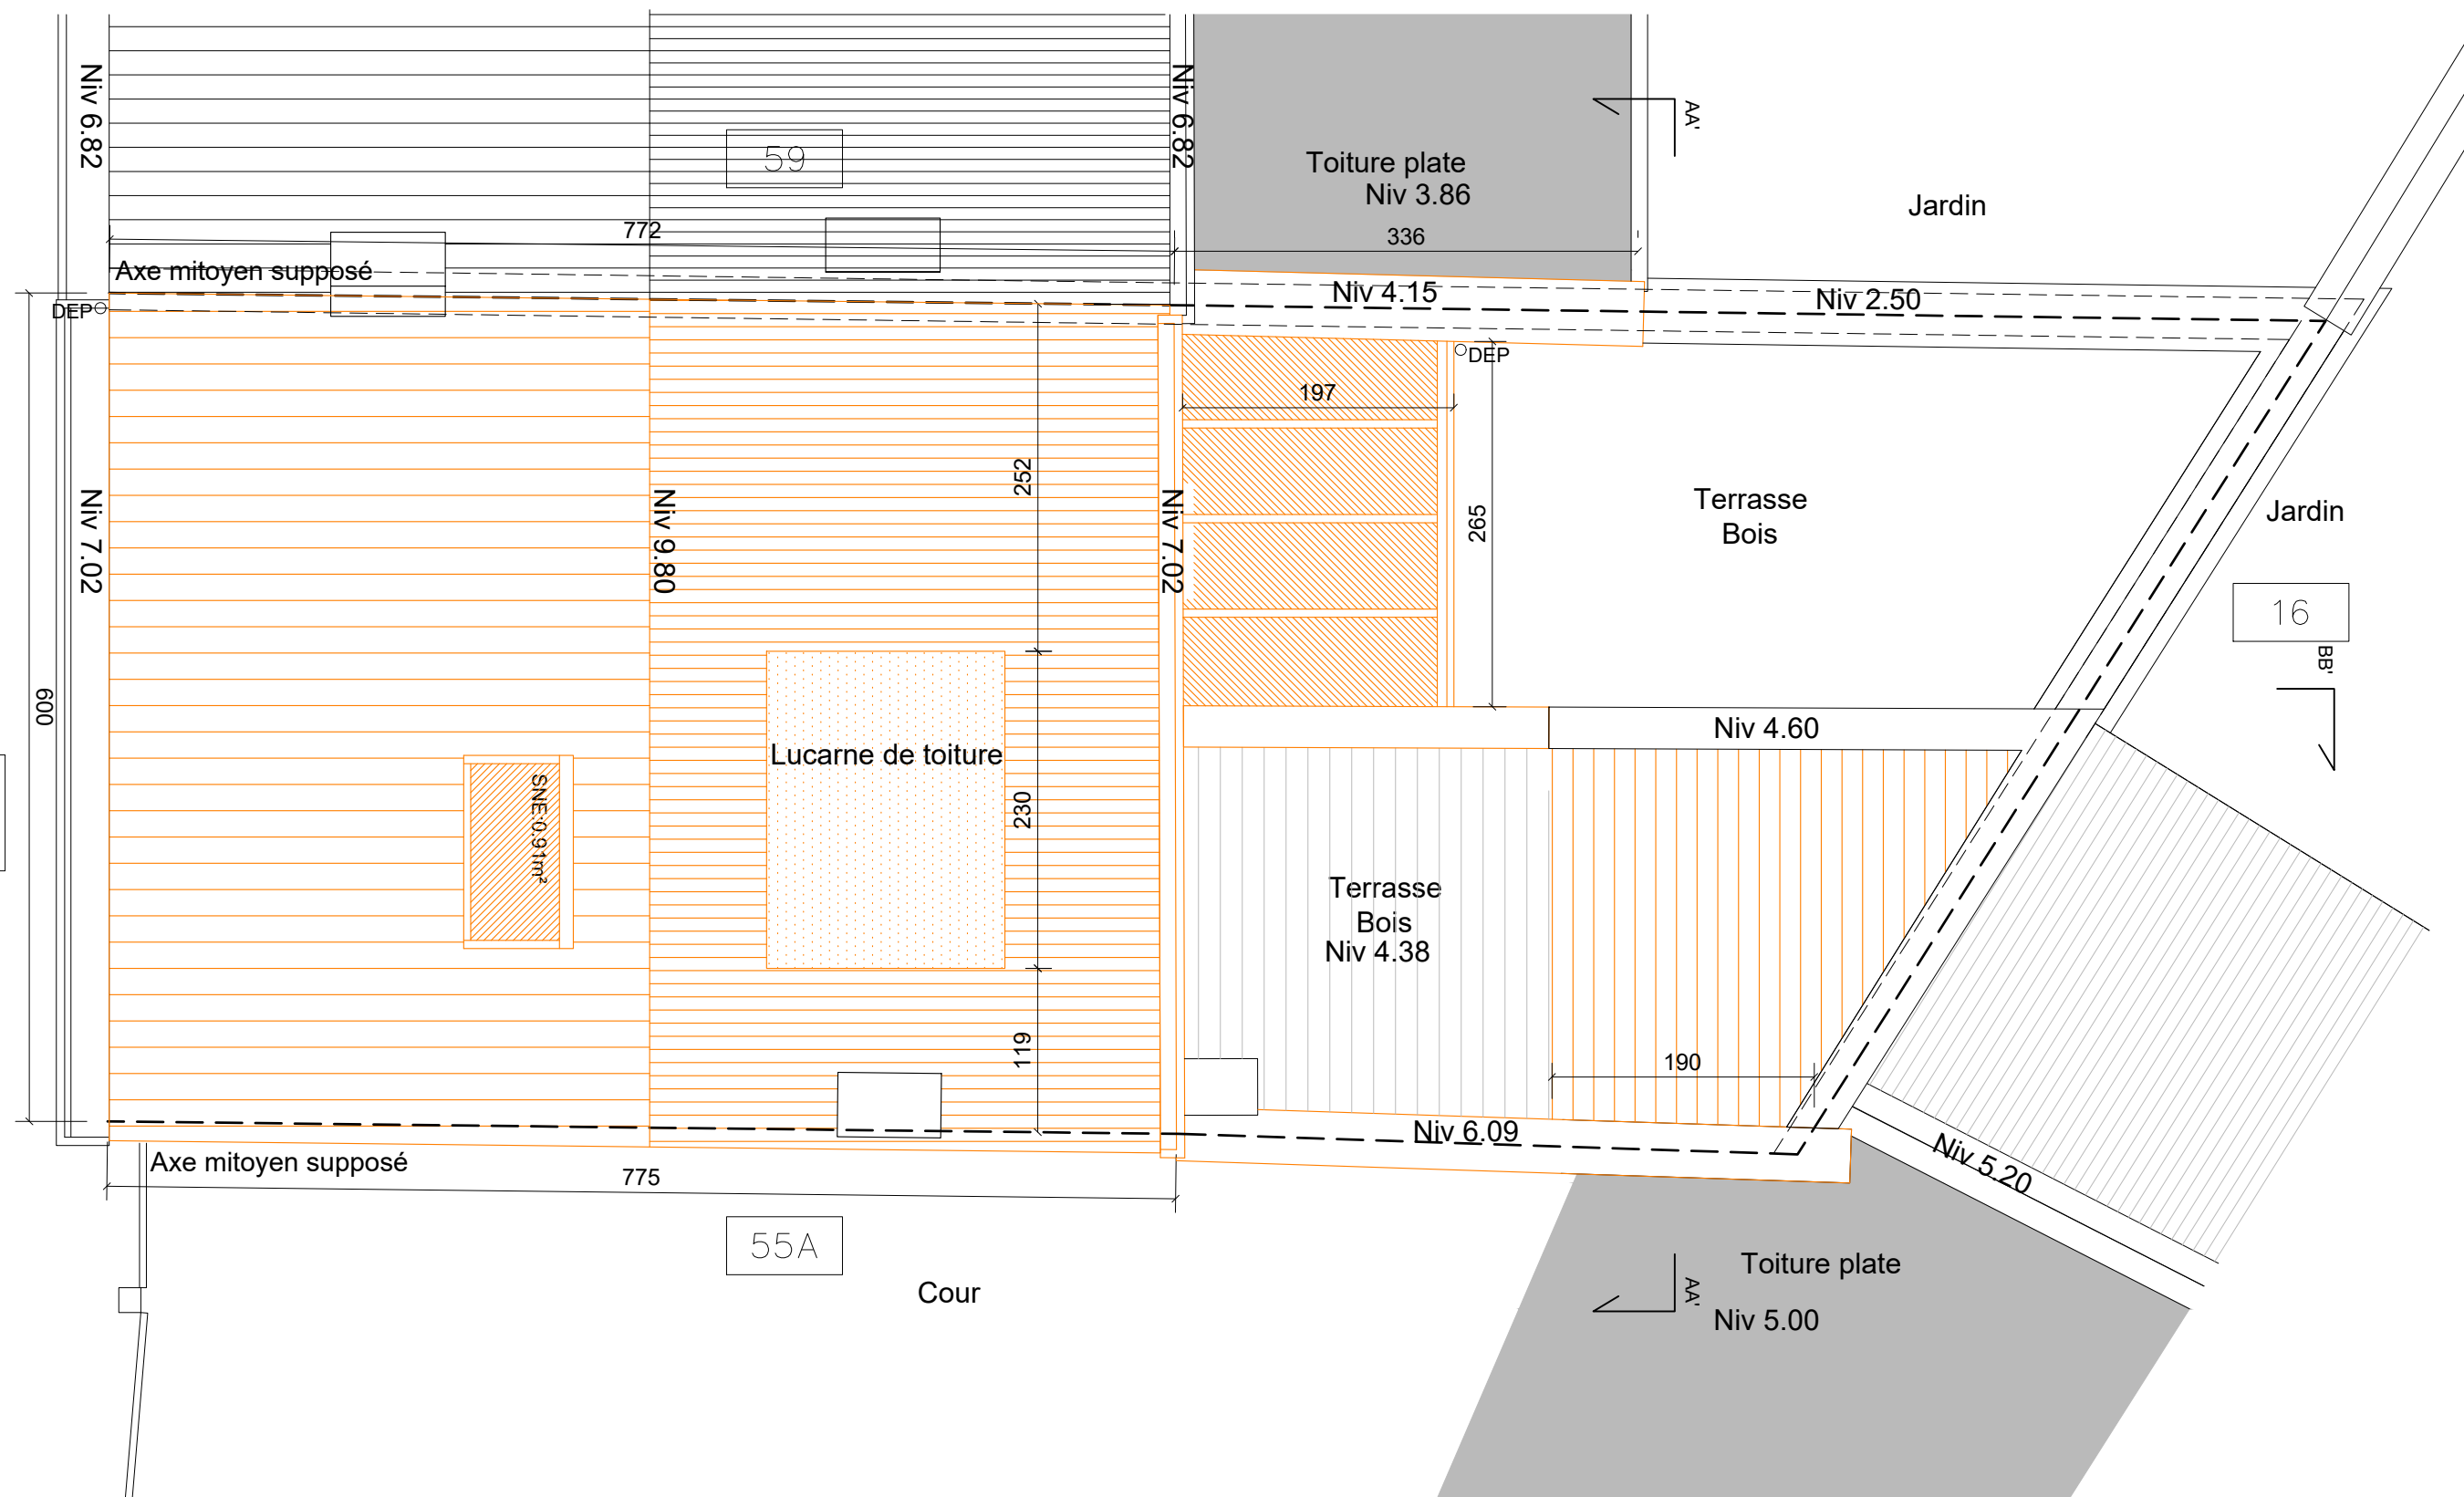 Niv 6.82
Niv 6.82
AA'
59
Toiture plate
Niv 3.86
Jardin
772
336
Axe mitoyen supposé
Niv 4.15
Niv 2.50
DEP
DEP
197
252
Niv 7.02
Niv 9.80
Niv 7.02
265
Terrasse
Bois
Jardin
16
BB'
600
Niv 4.60
Lucarne de toiture
SNE:0.91m²
230
Terrasse
Bois
Niv 4.38
119
190
Niv 6.09
Axe mitoyen supposé
775
Niv 5.20
55A
Cour
Toiture plate
AA'
Niv 5.00